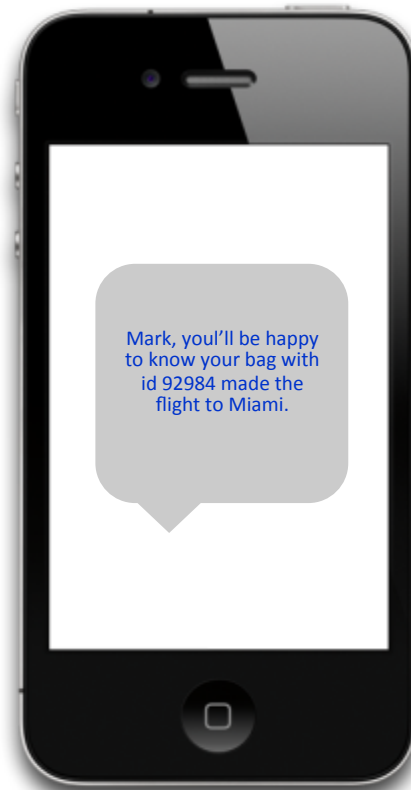 Mark, youl’ll be happy
to know your bag with
id 92984 made the
flight to Miami.